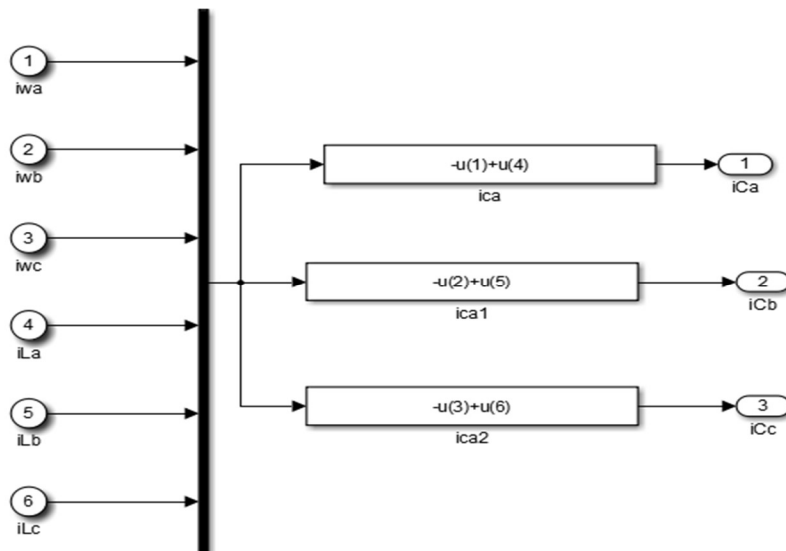 1
iwa
2
iwb
3
iwc
4
iLa
5
iLb
6
iLc
-u(1)+u(4)
ica
-u(2)+u(5)
ica1
-u(3)+u(6)
ica2
1
iCa
2
iCb
3
iCc